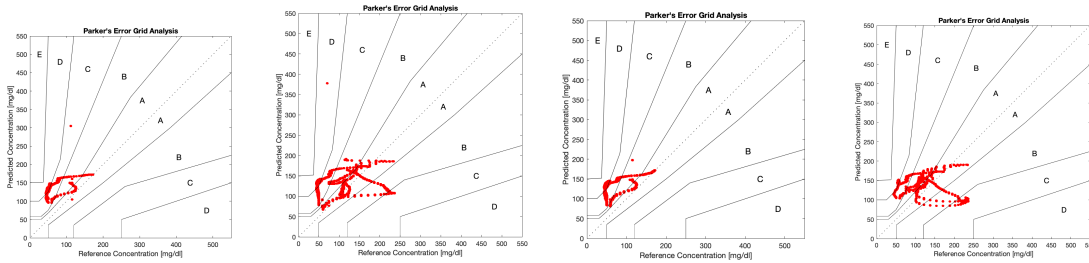 Parker's Error Grid Analysis
550
500
450
400
350
300
250
200
150
100
50
0
0 50 100 150 200 250 300 350 400 450 500 550
Predicted Concentration [mg/dl]
Reference Concentration [mg/dl]
E
D
C
B
A
A
B
C
D
Parker's Error Grid Analysis
550
500
450
400
350
300
250
200
150
100
50
0
0 50 100 150 200 250 300 350 400 450 500 550
Predicted Concentration [mg/dl]
Reference Concentration [mg/dl]
E
D
C
B
A
A
B
C
D
Parker's Error Grid Analysis
550
500
450
400
350
300
250
200
150
100
50
0
0 50 100 150 200 250 300 350 400 450 500
Predicted Concentration [mg/dl]
Reference Concentration [mg/dl]
E
D
C
B
A
A
B
C
D
Parker's Error Grid Analysis
550
500
450
400
350
300
250
200
150
100
50
0
0 50 100 150 200 250 300 350 400 450 500
Predicted Concentration [mg/dl]
Reference Concentration [mg/dl]
E
D
C
B
A
A
B
C
D